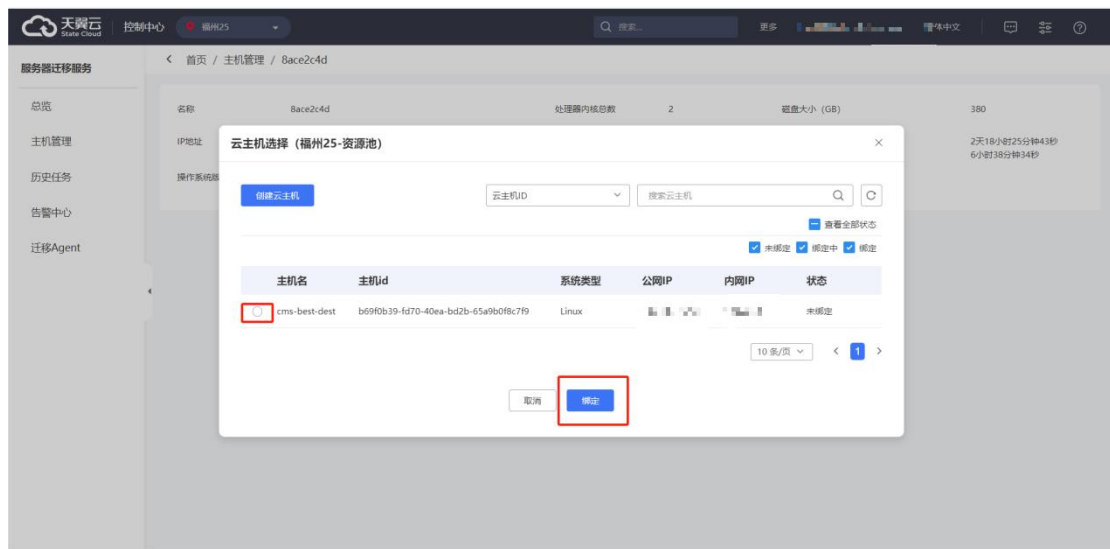 天翼云 State Cloud 控制中心 福州25 搜索... 更多 体中文
服务器迁移服务 首页 / 主机管理 / 8ace2c4d
总览
主机管理
历史任务
告警中心
迁移Agent
名称 8ace2c4d 处理器内核总数 2 磁盘大小（GB） 380
IP地址 2天18小时25分钟43秒
6小时38分钟34秒
操作系统版
云主机选择（福州25-资源池）
创建云主机 云主机ID 搜索云主机
查看全部状态
未绑定 绑定中 绑定
主机名 主机id 系统类型 公网IP 内网IP 状态
cms-best-dest b69f0b39-fd70-40ea-bd2b-65a9b0f8c7f9 Linux 未绑定
10 条/页 1
取消 绑定